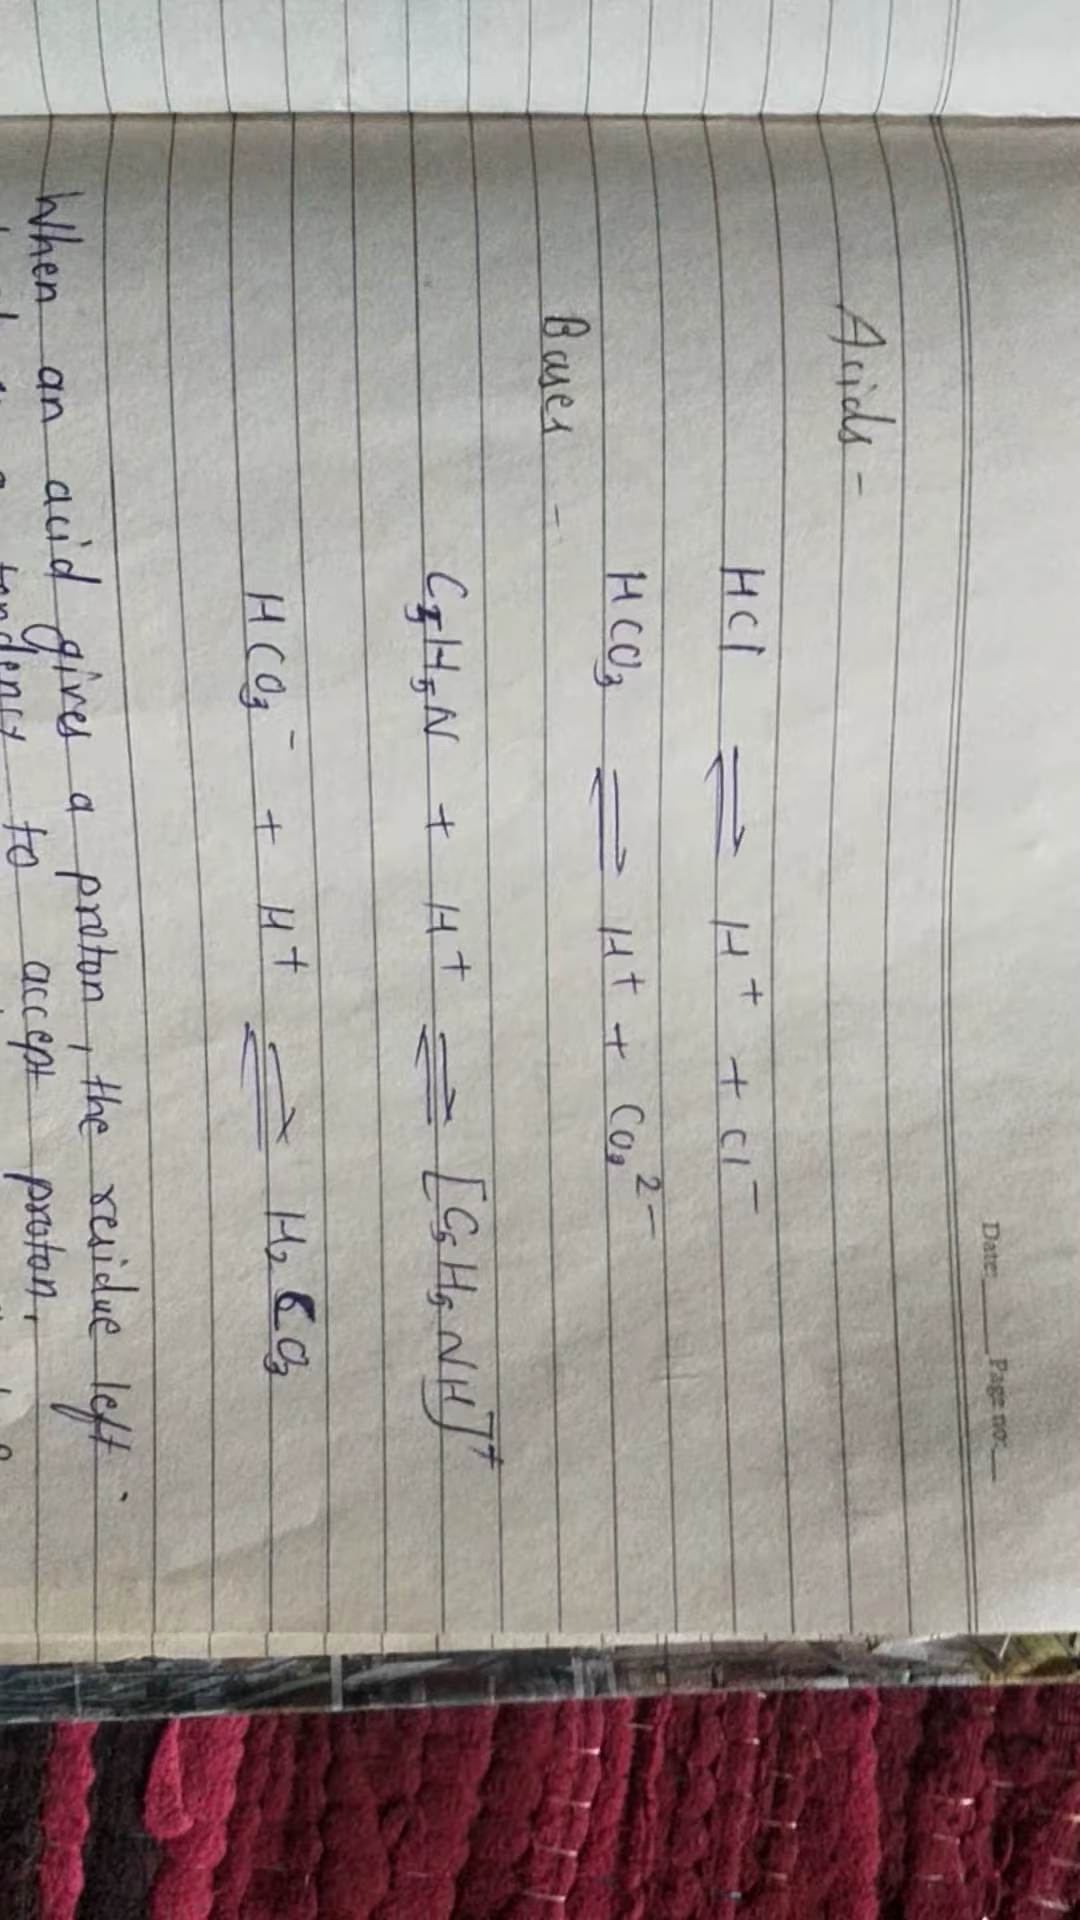 Date: Page no:
Acids -
HCl ⇌ H⁺ + Cl⁻
HCO₃ ⇌ H⁺ + CO₃²⁻
Bases -
C₅H₅N + H⁺ ⇌ [C₅H₅NH]⁺
HCO₃⁻ + H⁺ ⇌ H₂CO₃
When an acid gives a proton, the residue left
tendency to accept proton,